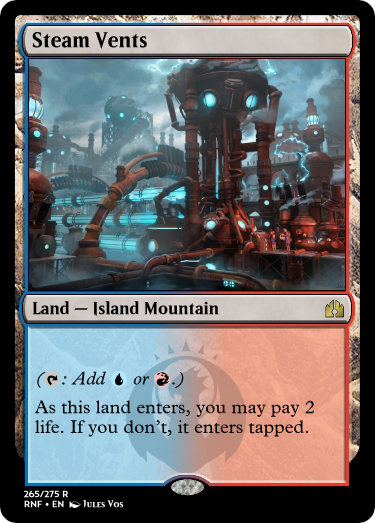 Steam Vents
Land — Island Mountain
(: Add or .)
As this land enters, you may pay 2
life. If you don't, it enters tapped.
265/275 R
RNF • EN Jules Vos